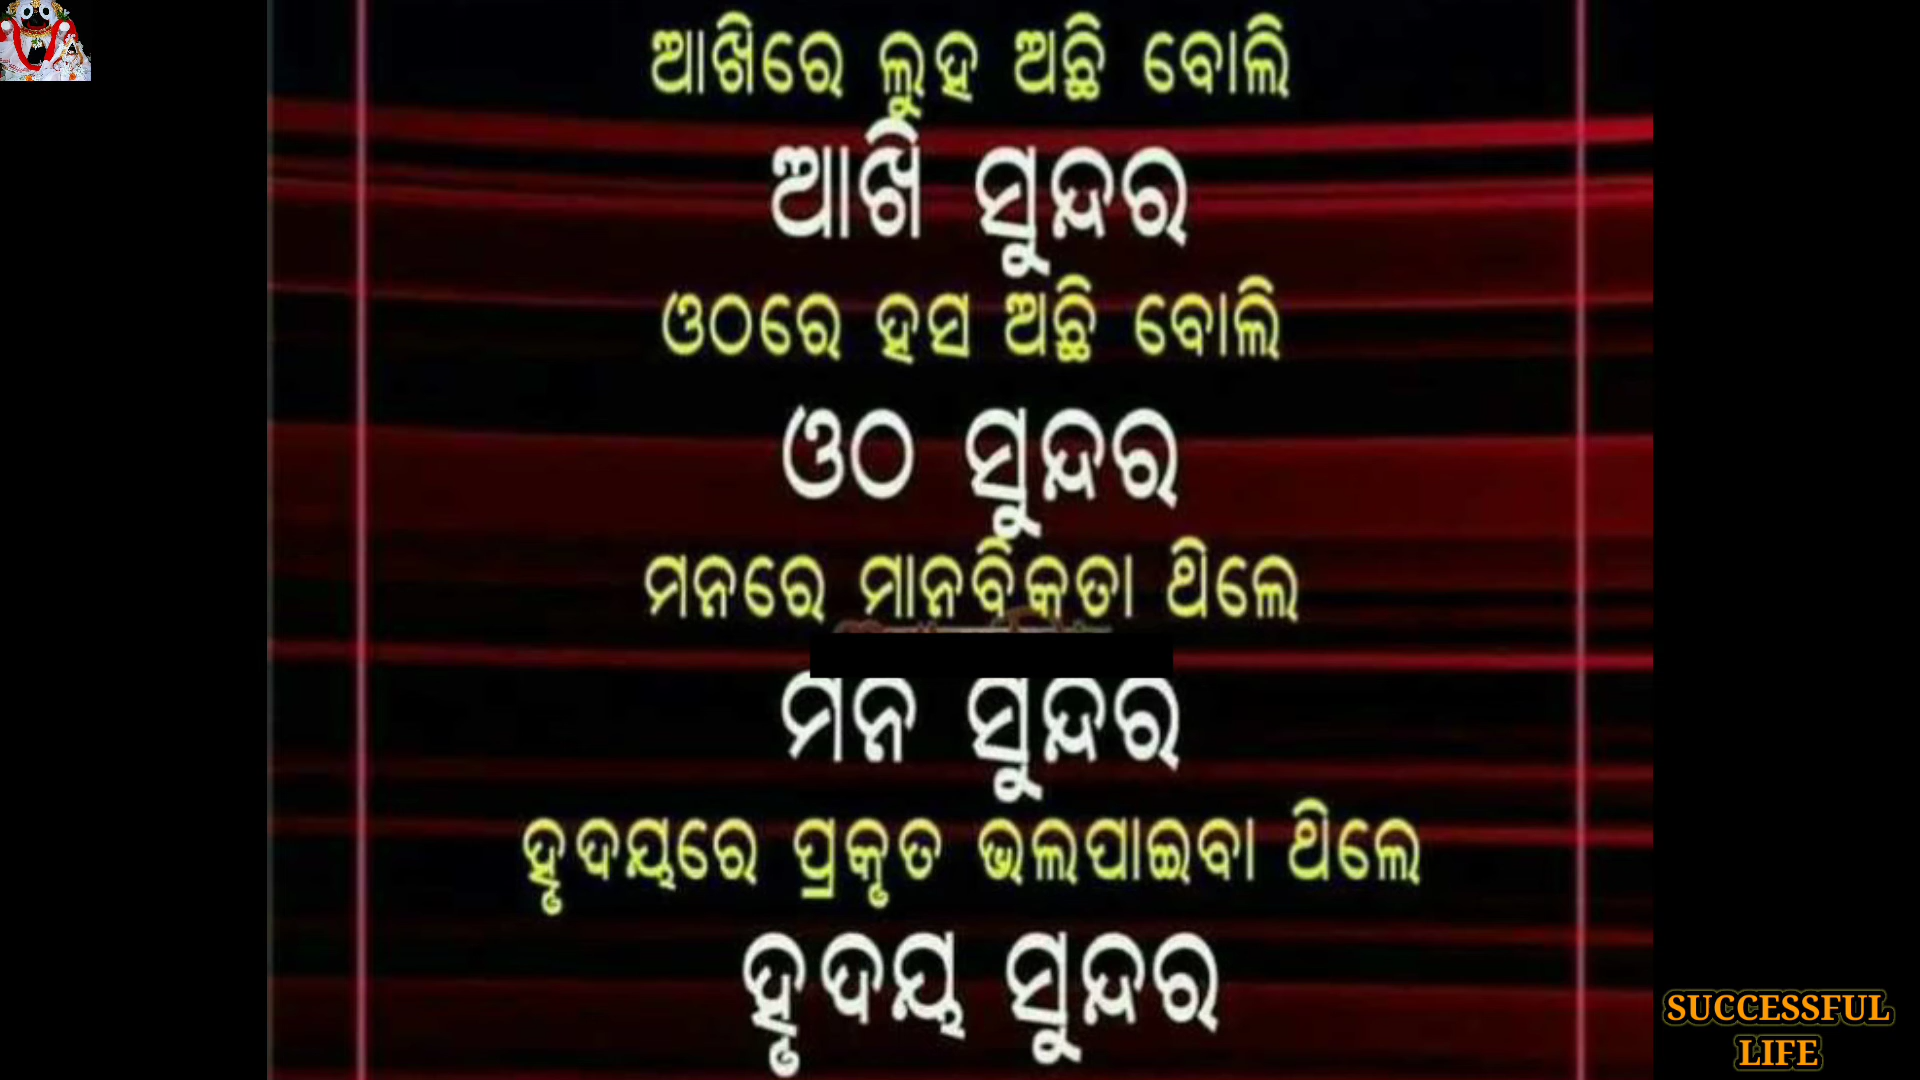 ଆଖିରେ ଲୁହ ଅଛି ବୋଲି
ଆଖି ସୁନ୍ଦର
ଓଠରେ ହସ ଅଛି ବୋଲି
ଓଠ ସୁନ୍ଦର
ମନରେ ମାନବିକତା ଥିଲେ
ମନ ସୁନ୍ଦର
ହୃଦୟରେ ପ୍ରକୃତ ଭଲପାଇବା ଥିଲେ
ହୃଦୟ ସୁନ୍ଦର
SUCCESSFUL
LIFE